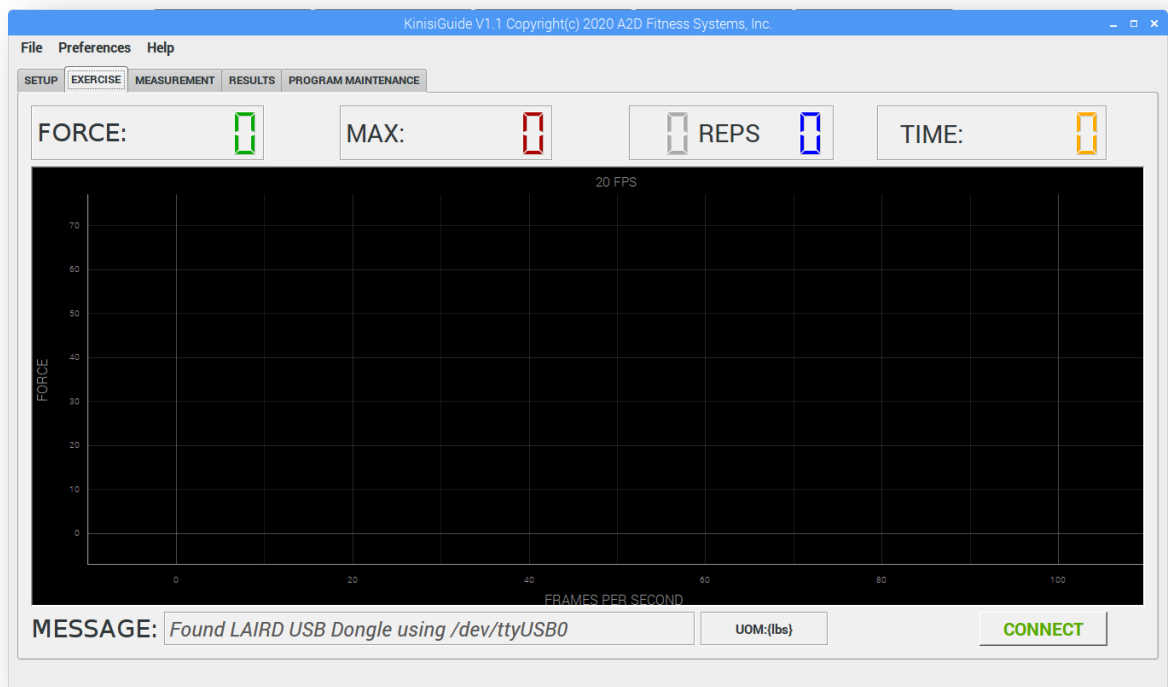 KinisiGuide V1.1 Copyright(c) 2020 A2D Fitness Systems, Inc.
File Preferences Help
SETUP EXERCISE MEASUREMENT RESULTS PROGRAM MAINTENANCE
FORCE: 0 MAX: 0 0 REPS 0 TIME: 0
20 FPS
70
60
50
40
FORCE
30
20
10
0
0 20 40 60 80 100
FRAMES PER SECOND
MESSAGE: Found LAIRD USB Dongle using /dev/ttyUSB0 UOM:{lbs} CONNECT